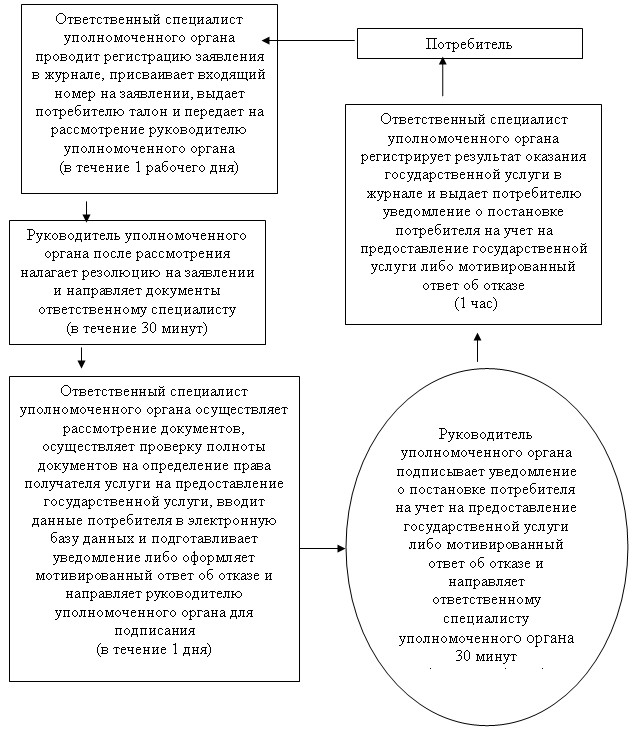 Потребитель
Ответственный специалист
уполномоченного органа
проводит регистрацию заявления
в журнале, присваивает входящий
номер на заявлении, выдает
потребителю талон и передает на
рассмотрение руководителю
уполномоченного органа
(в течение 1 рабочего дня)
Руководитель уполномоченного
органа после рассмотрения
налагает резолюцию на заявлении
и направляет документы
ответственному специалисту
(в течение 30 минут)
Ответственный специалист
уполномоченного органа осуществляет
рассмотрение документов,
осуществляет проверку полноты
документов на определение права
получателя услуги на предоставление
государственной услуги, вводит
данные потребителя в электронную
базу данных и подготавливает
уведомление либо оформляет
мотивированный ответ об отказе и
направляет руководителю
уполномоченного органа для
подписания
(в течение 1 дня)
Руководитель
уполномоченного органа
подписывает уведомление
о постановке потребителя
на учет на предоставление
государственной услуги
либо мотивированный
ответ об отказе и
направляет
ответственному
специалисту
уполномоченного органа
30 минут
Ответственный специалист
уполномоченного органа
регистрирует результат оказания
государственной услуги в
журнале и выдает потребителю
уведомление о постановке
потребителя на учет на
предоставление государственной
услуги либо мотивированный
ответ об отказе
(1 час)